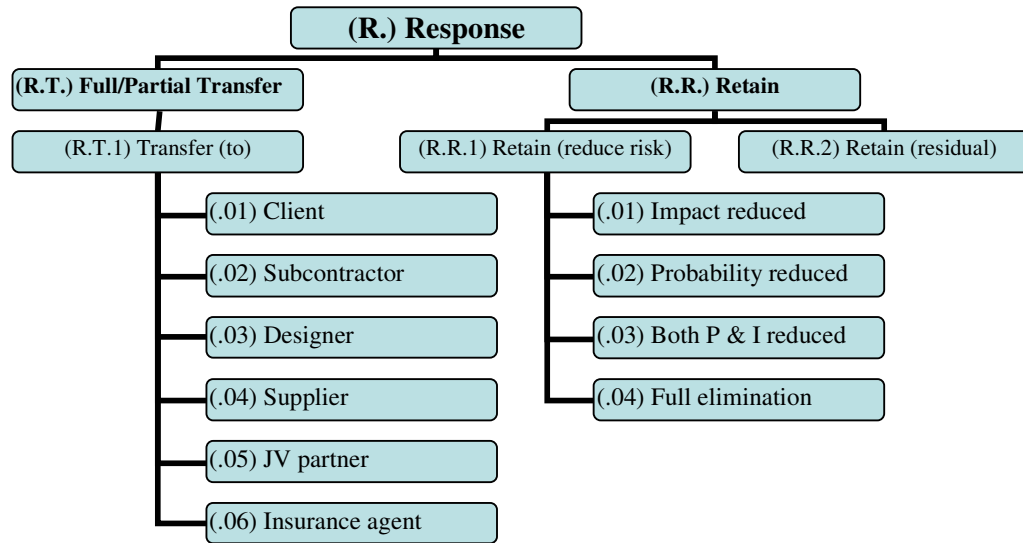 (R.) Response
(R.T.) Full/Partial Transfer
(R.R.) Retain
(R.T.1) Transfer (to)
(R.R.1) Retain (reduce risk)
(R.R.2) Retain (residual)
(.01) Client
(.02) Subcontractor
(.03) Designer
(.04) Supplier
(.05) JV partner
(.06) Insurance agent
(.01) Impact reduced
(.02) Probability reduced
(.03) Both P & I reduced
(.04) Full elimination